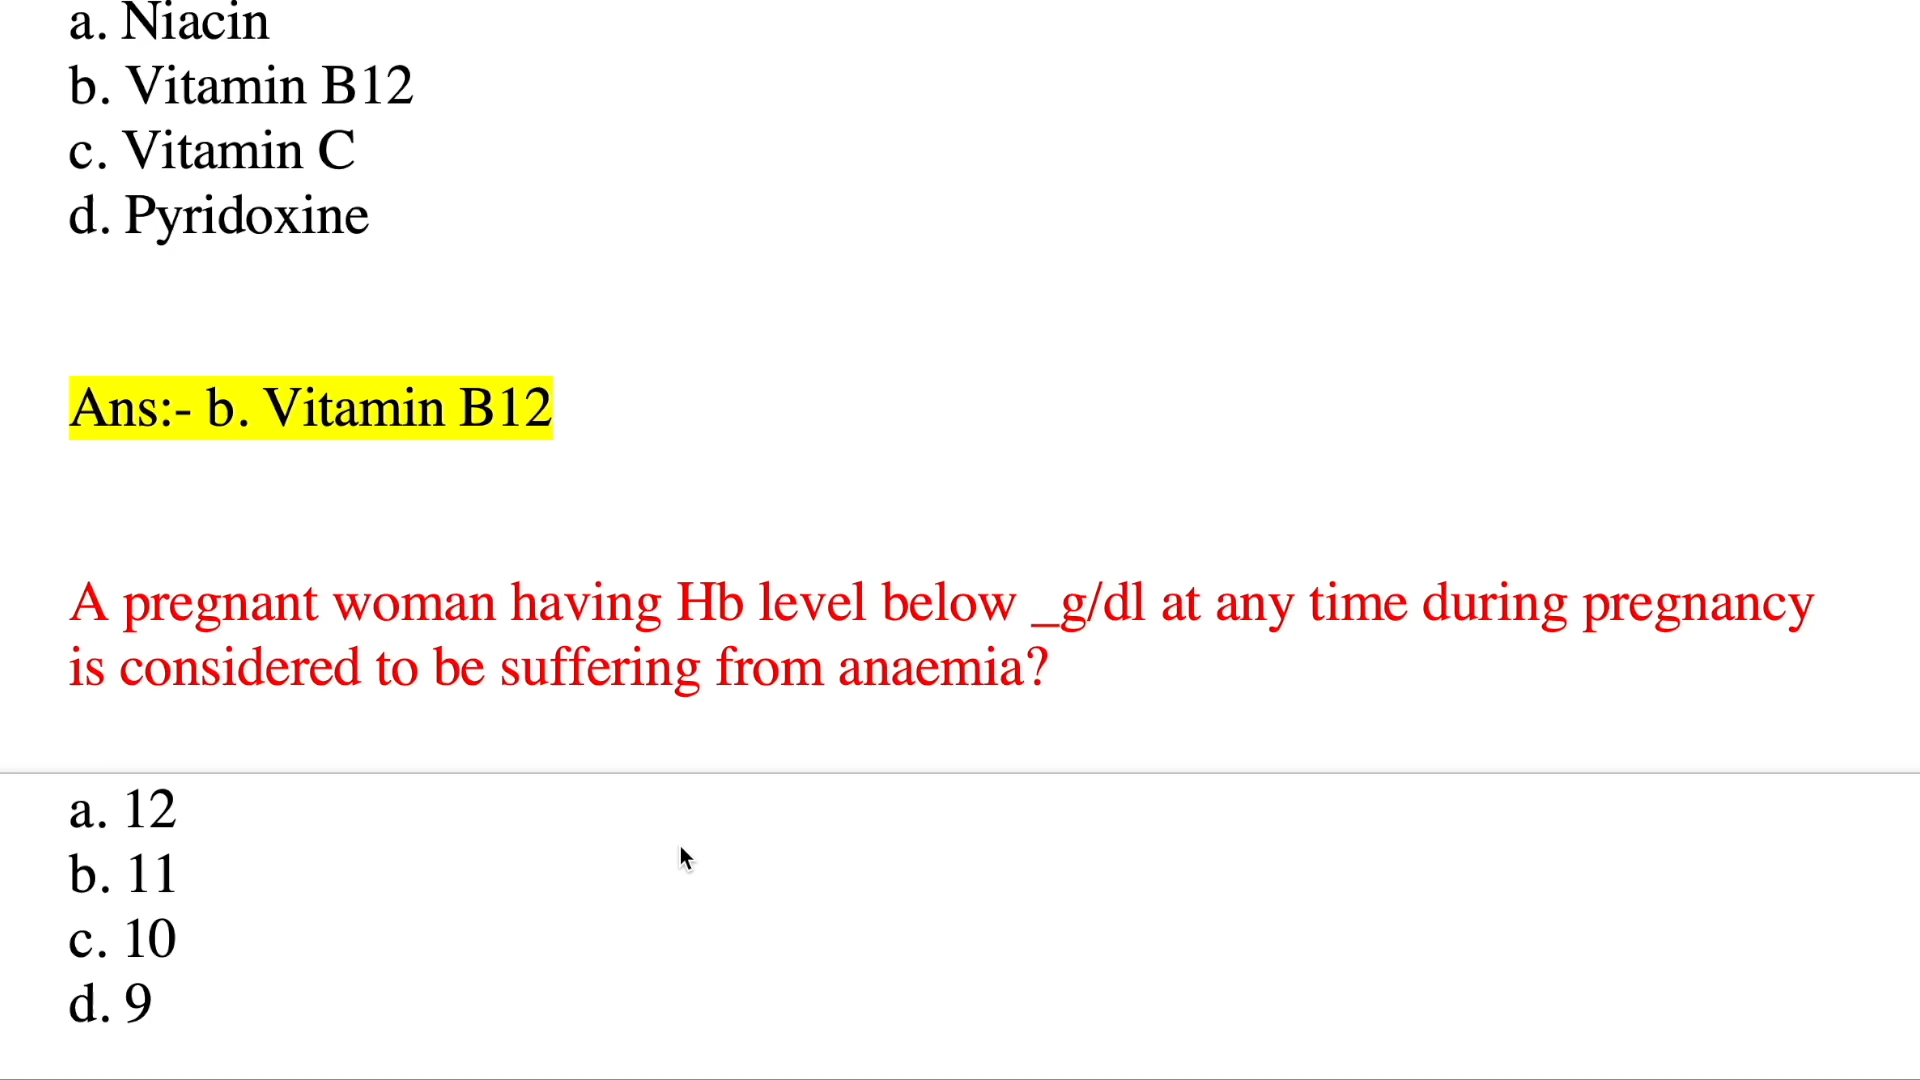 a. Niacin
b. Vitamin B12
c. Vitamin C
d. Pyridoxine
Ans:- b. Vitamin B12
A pregnant woman having Hb level below _g/dl at any time during pregnancy
is considered to be suffering from anaemia?
a. 12
b. 11
c. 10
d. 9